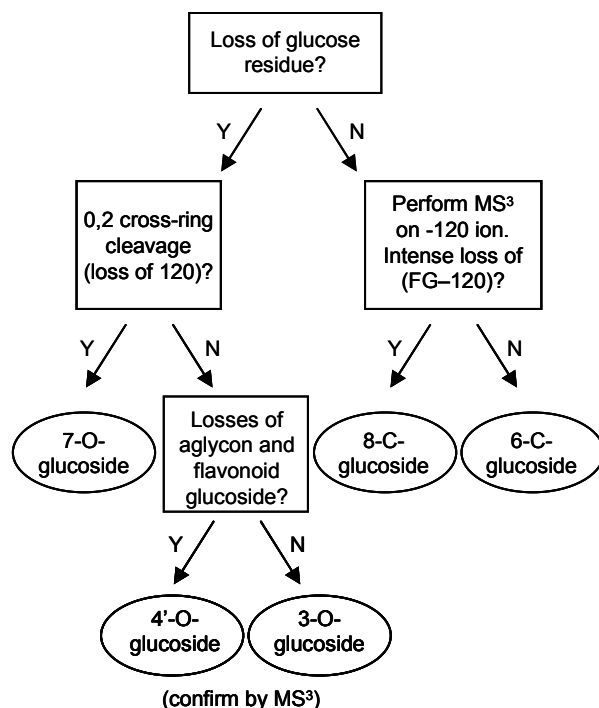 Loss of glucose
residue?
Y
N
0,2 cross-ring
cleavage
(loss of 120)?
Perform MS³
on -120 ion.
Intense loss of
(FG–120)?
Y
N
Y
N
7-O-
glucoside
Losses of
aglycon and
flavonoid
glucoside?
8-C-
glucoside
6-C-
glucoside
Y
N
4'-O-
glucoside
3-O-
glucoside
(confirm by MS³)